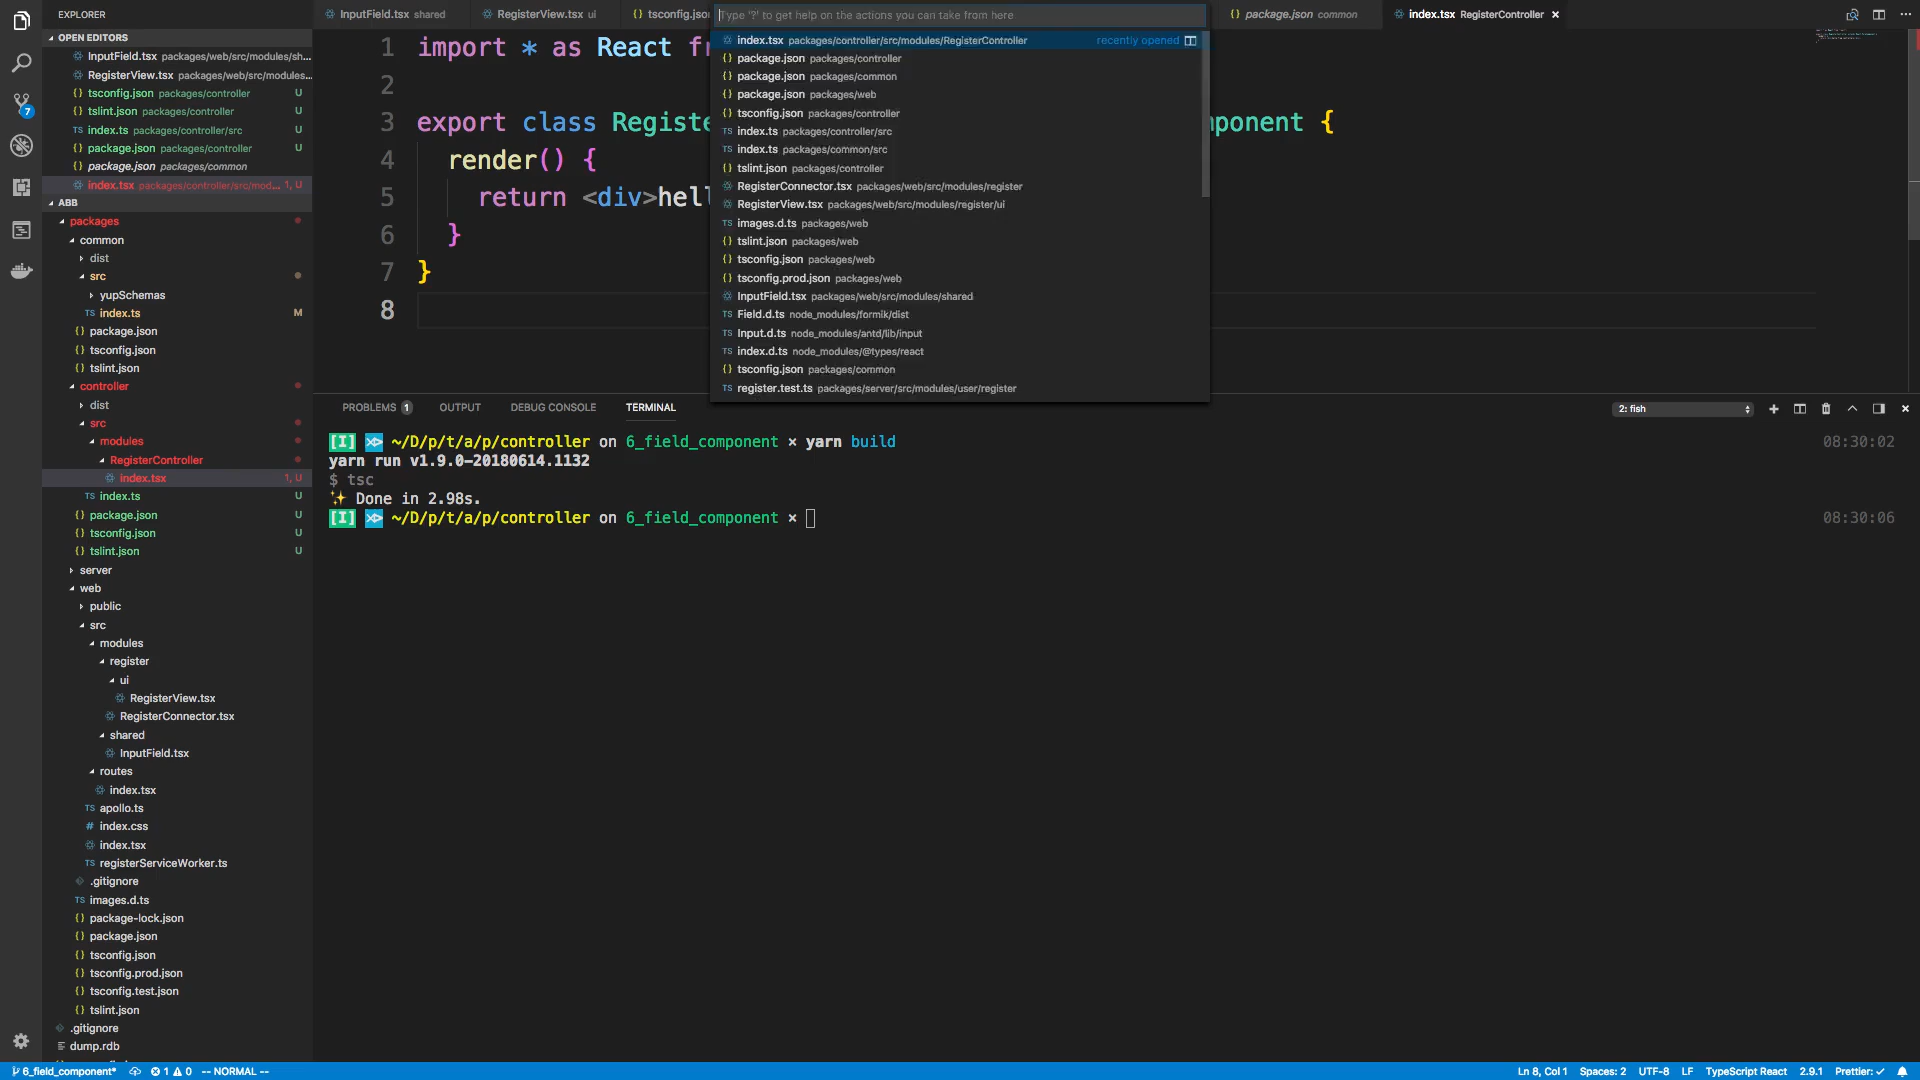 EXPLORER
OPEN EDITORS
InputField.tsx packages/web/src/modules/sh...
RegisterView.tsx packages/web/src/modules...
tsconfig.json packages/controller U
tslint.json packages/controller U
TS index.ts packages/controller/src U
package.json packages/controller U
package.json packages/common
index.tsx packages/controller/src/mod... 1, U
ABB
packages
common
dist
src
yupSchemas
TS index.ts M
package.json
tsconfig.json
tslint.json
controller
dist
src
modules
RegisterController
index.tsx 1, U
TS index.ts U
package.json U
tsconfig.json U
tslint.json U
server
web
public
src
modules
register
ui
RegisterView.tsx
RegisterConnector.tsx
shared
InputField.tsx
routes
index.tsx
TS apollo.ts
# index.css
index.tsx
TS registerServiceWorker.ts
.gitignore
TS images.d.ts
package-lock.json
package.json
tsconfig.json
tsconfig.prod.json
tsconfig.test.json
tslint.json
.gitignore
dump.rdb
7
InputField.tsx shared
RegisterView.tsx ui
{} tsconfig.jso
{} package.json common
index.tsx RegisterController ×
1 import * as React fr
2
3 export class Registe mponent {
4 render() {
5 return <div>hell
6 }
7 }
8
Type '?' to get help on the actions you can take from here
index.tsx packages/controller/src/modules/RegisterController recently opened
{} package.json packages/controller
{} package.json packages/common
{} package.json packages/web
{} tsconfig.json packages/controller
TS index.ts packages/controller/src
TS index.ts packages/common/src
{} tslint.json packages/controller
RegisterConnector.tsx packages/web/src/modules/register
RegisterView.tsx packages/web/src/modules/register/ui
TS images.d.ts packages/web
{} tslint.json packages/web
{} tsconfig.json packages/web
{} tsconfig.prod.json packages/web
InputField.tsx packages/web/src/modules/shared
TS Field.d.ts node_modules/formik/dist
TS Input.d.ts node_modules/antd/lib/input
TS index.d.ts node_modules/@types/react
{} tsconfig.json packages/common
TS register.test.ts packages/server/src/modules/user/register
PROBLEMS 1 OUTPUT DEBUG CONSOLE TERMINAL 2: fish
[I] ~/D/p/t/a/p/controller on 6_field_component × yarn build 08:30:02
yarn run v1.9.0-20180614.1132
$ tsc
✨ Done in 2.98s.
[I] ~/D/p/t/a/p/controller on 6_field_component × 08:30:06
6_field_component* 1 0 -- NORMAL -- Ln 8, Col 1 Spaces: 2 UTF-8 LF TypeScript React 2.9.1 Prettier: ✓